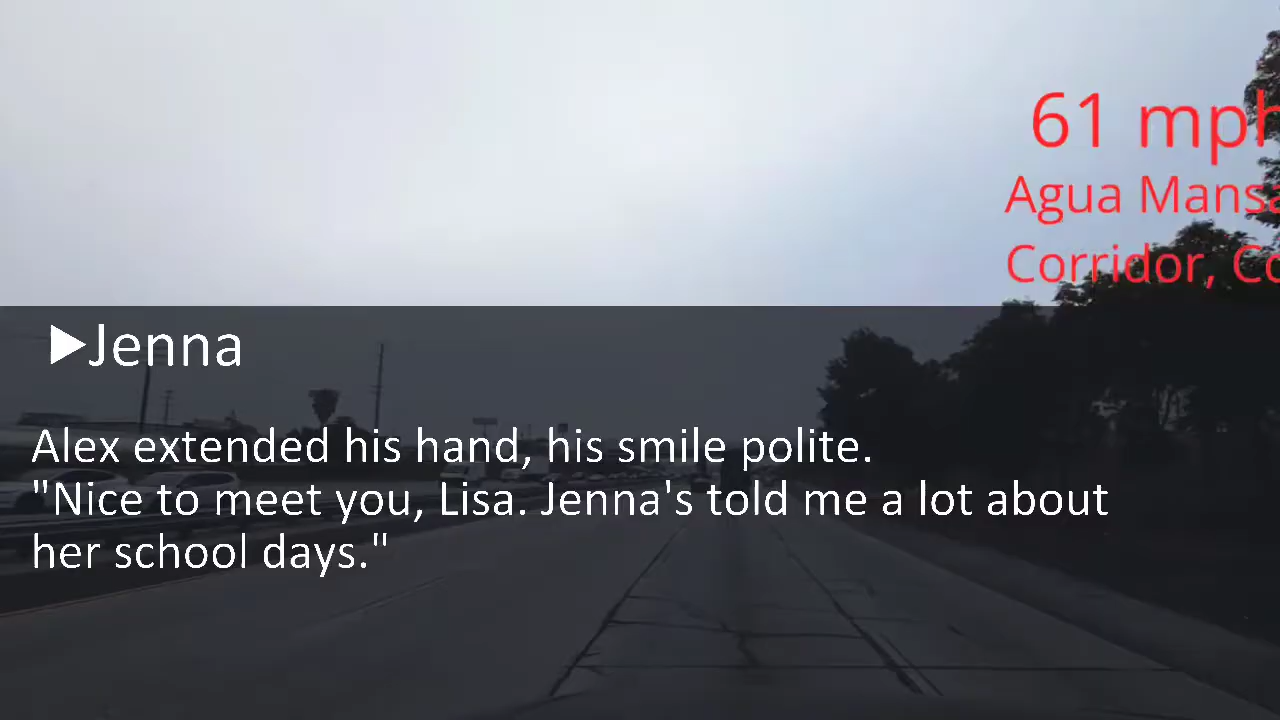 61 mph
Agua Mansa
Corridor, Co
▶Jenna
Alex extended his hand, his smile polite.
"Nice to meet you, Lisa. Jenna's told me a lot about
her school days."